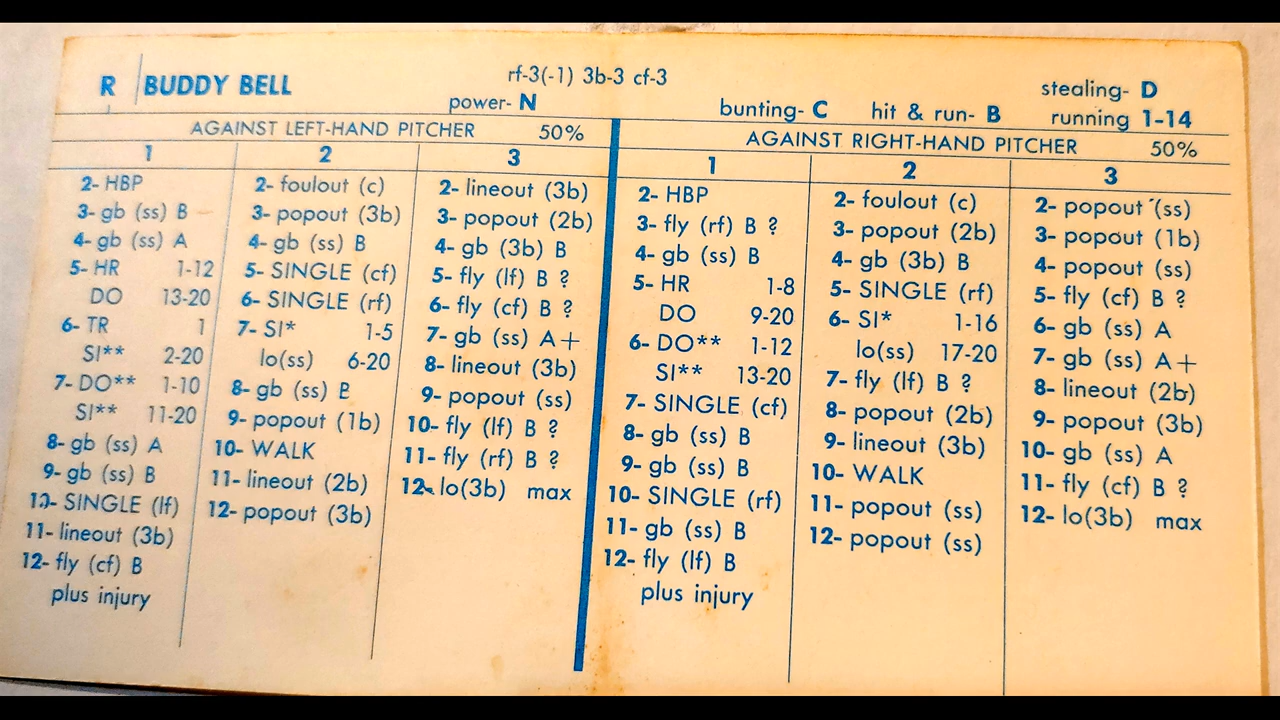 rf-3(-1) 3b-3 cf-3
R BUDDY BELL
stealing- D
power- N
bunting- C hit & run- B running 1-14
AGAINST LEFT-HAND PITCHER 50%
1
2- HBP
3- gb (ss) B
4- gb (ss) A
5- HR 1-12
DO 13-20
6- TR 1
SI** 2-20
7- DO** 1-10
SI** 11-20
8- gb (ss) A
9- gb (ss) B
10- SINGLE (lf)
11- lineout (3b)
12- fly (cf) B
plus injury
2
2- foulout (c)
3- popout (3b)
4- gb (ss) B
5- SINGLE (cf)
6- SINGLE (rf)
7- SI* 1-5
lo(ss) 6-20
8- gb (ss) B
9- popout (1b)
10- WALK
11- lineout (2b)
12- popout (3b)
3
2- lineout (3b)
3- popout (2b)
4- gb (3b) B
5- fly (lf) B ?
6- fly (cf) B ?
7- gb (ss) A+
8- lineout (3b)
9- popout (ss)
10- fly (lf) B ?
11- fly (rf) B ?
12- lo(3b) max
AGAINST RIGHT-HAND PITCHER 50%
1
2- HBP
3- fly (rf) B ?
4- gb (ss) B
5- HR 1-8
DO 9-20
6- DO** 1-12
SI** 13-20
7- SINGLE (cf)
8- gb (ss) B
9- gb (ss) B
10- SINGLE (rf)
11- gb (ss) B
12- fly (lf) B
plus injury
2
2- foulout (c)
3- popout (2b)
4- gb (3b) B
5- SINGLE (rf)
6- SI* 1-16
lo(ss) 17-20
7- fly (lf) B ?
8- popout (2b)
9- lineout (3b)
10- WALK
11- popout (ss)
12- popout (ss)
3
2- popout (ss)
3- popout (1b)
4- popout (ss)
5- fly (cf) B ?
6- gb (ss) A
7- gb (ss) A+
8- lineout (2b)
9- popout (3b)
10- gb (ss) A
11- fly (cf) B ?
12- lo(3b) max